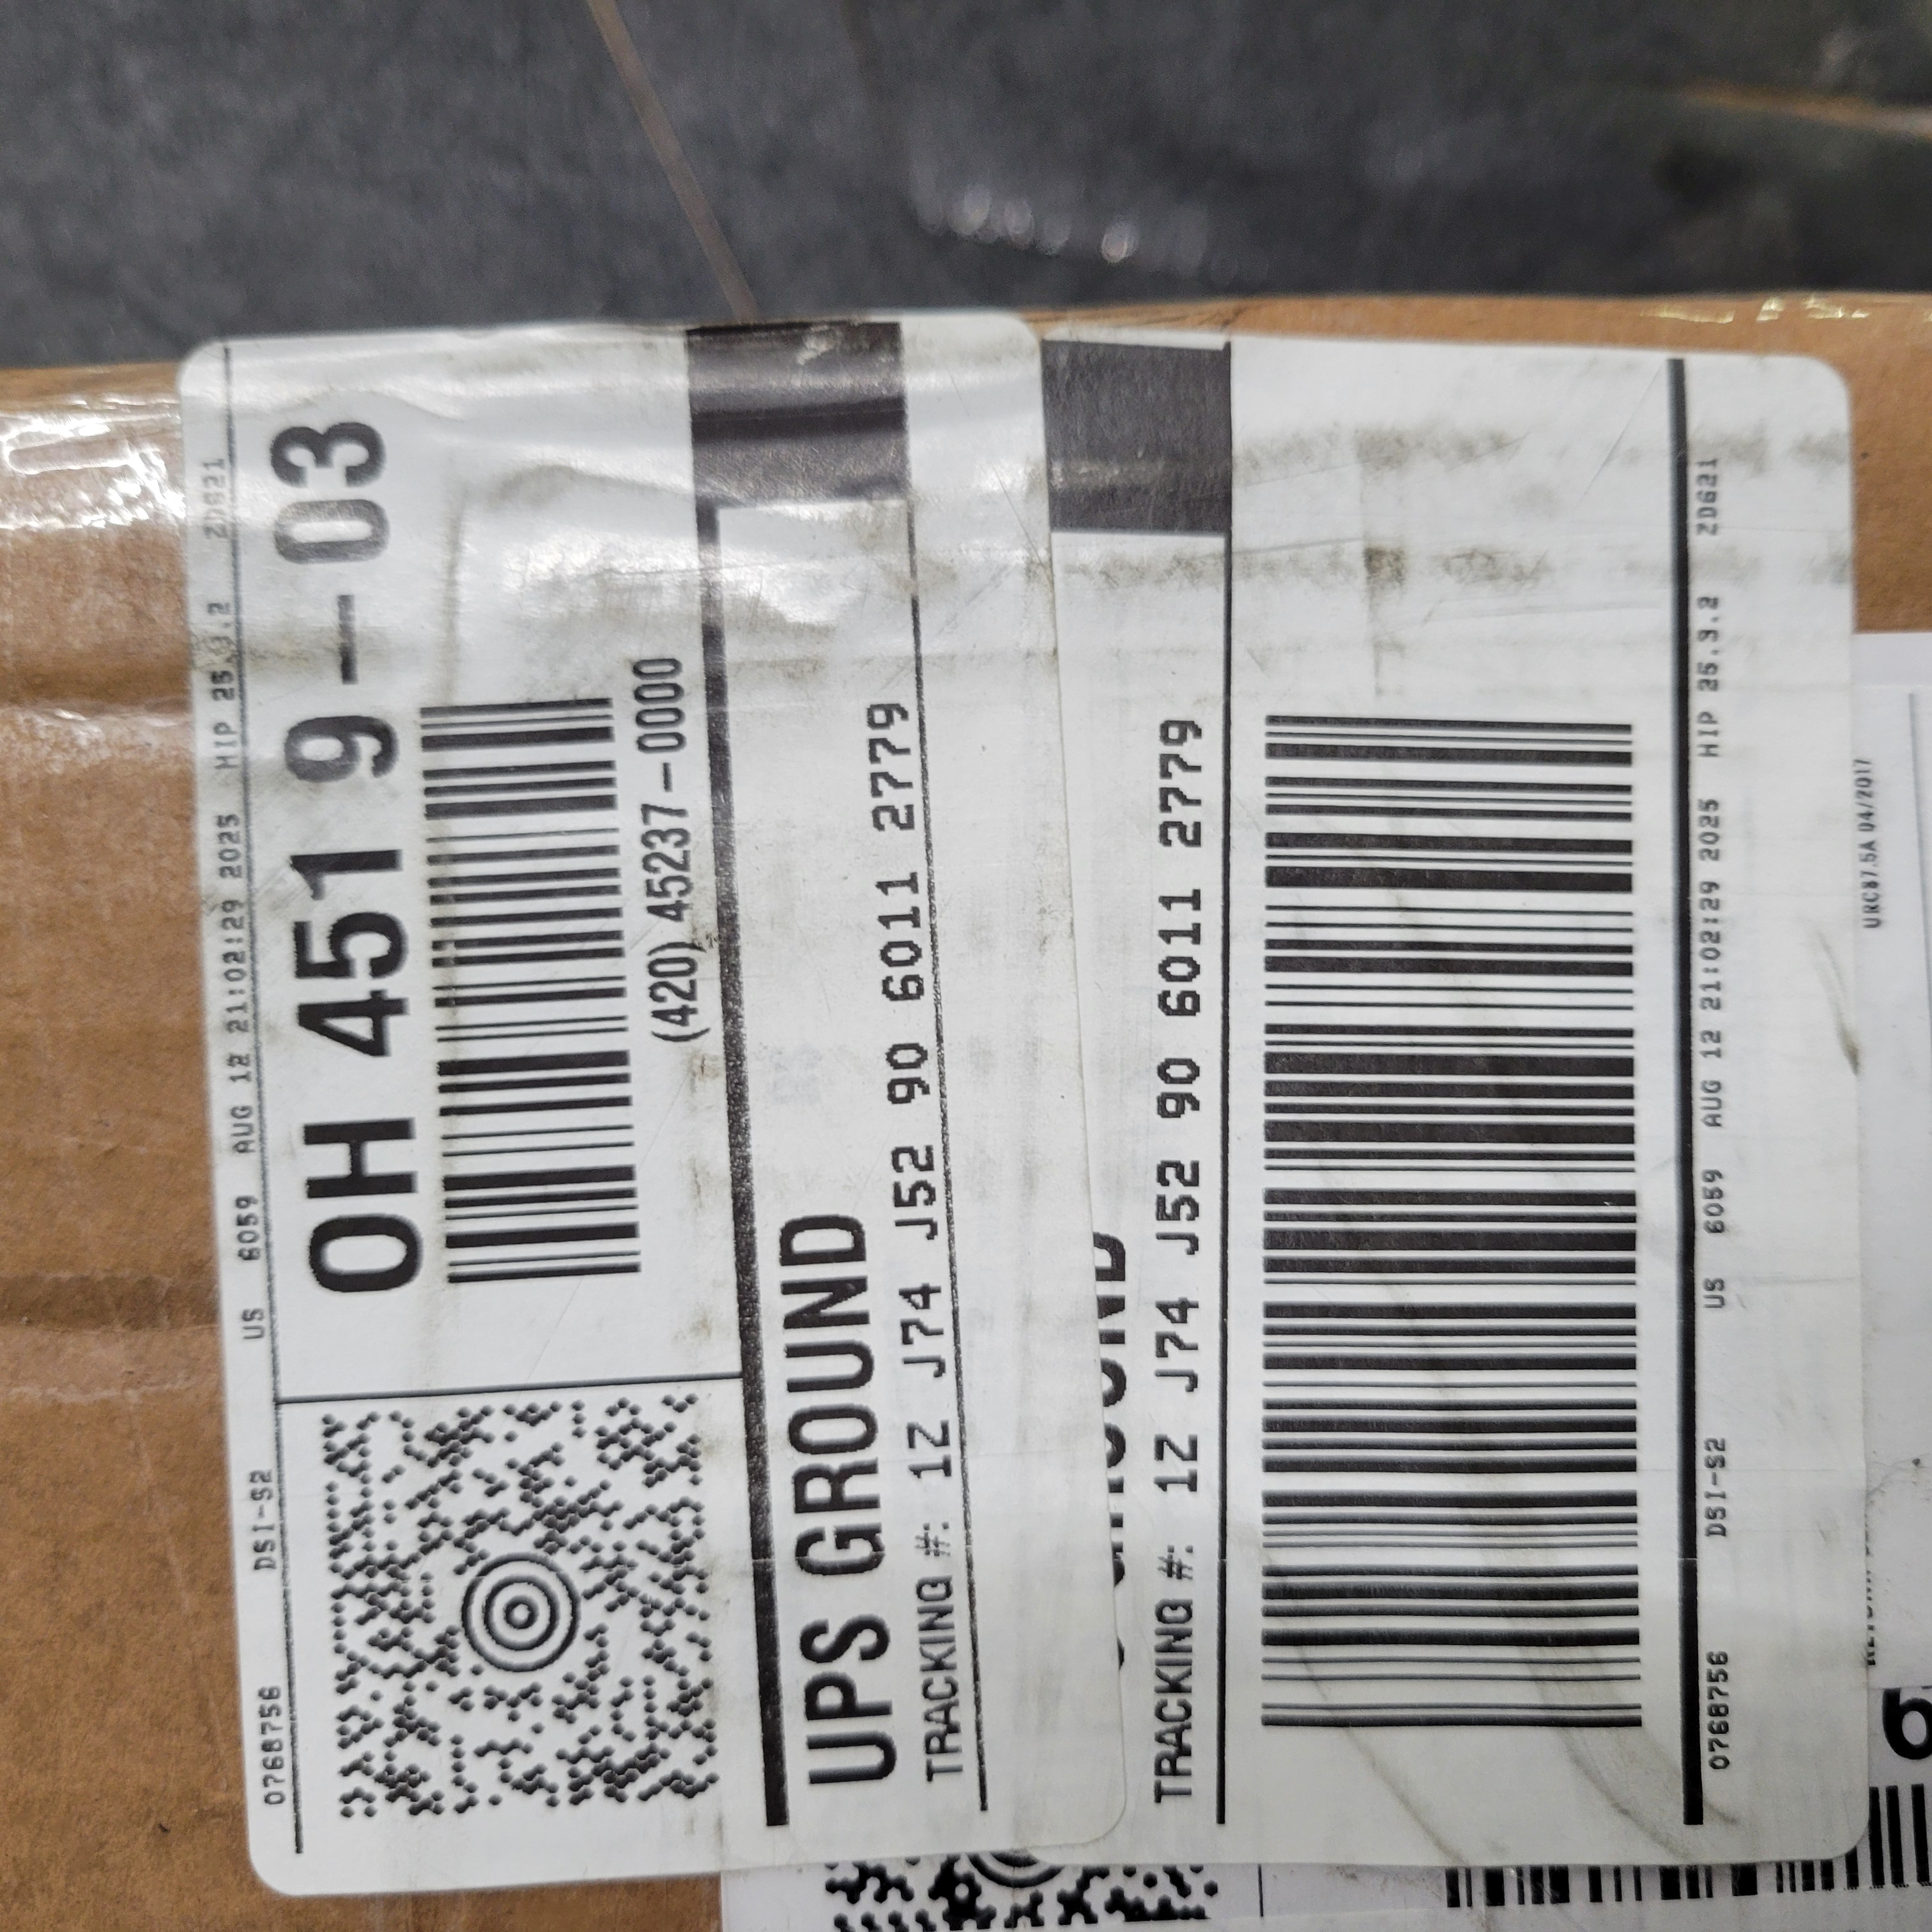 0768756 DSI-S2 US 6059 AUG 12 21:02:29 2025 HIP 25.3.2 ZD621
OH 451 9-03
(420) 45237-0000
UPS GROUND
TRACKING #: 1Z J74 J52 90 6011 2779
TRACKING #: 1Z J74 J52 90 6011 2779
0768756 DSI-S2 US 6059 AUG 12 21:02:29 2025 HIP 25.3.2 ZD621
URC87.5A 04/2017